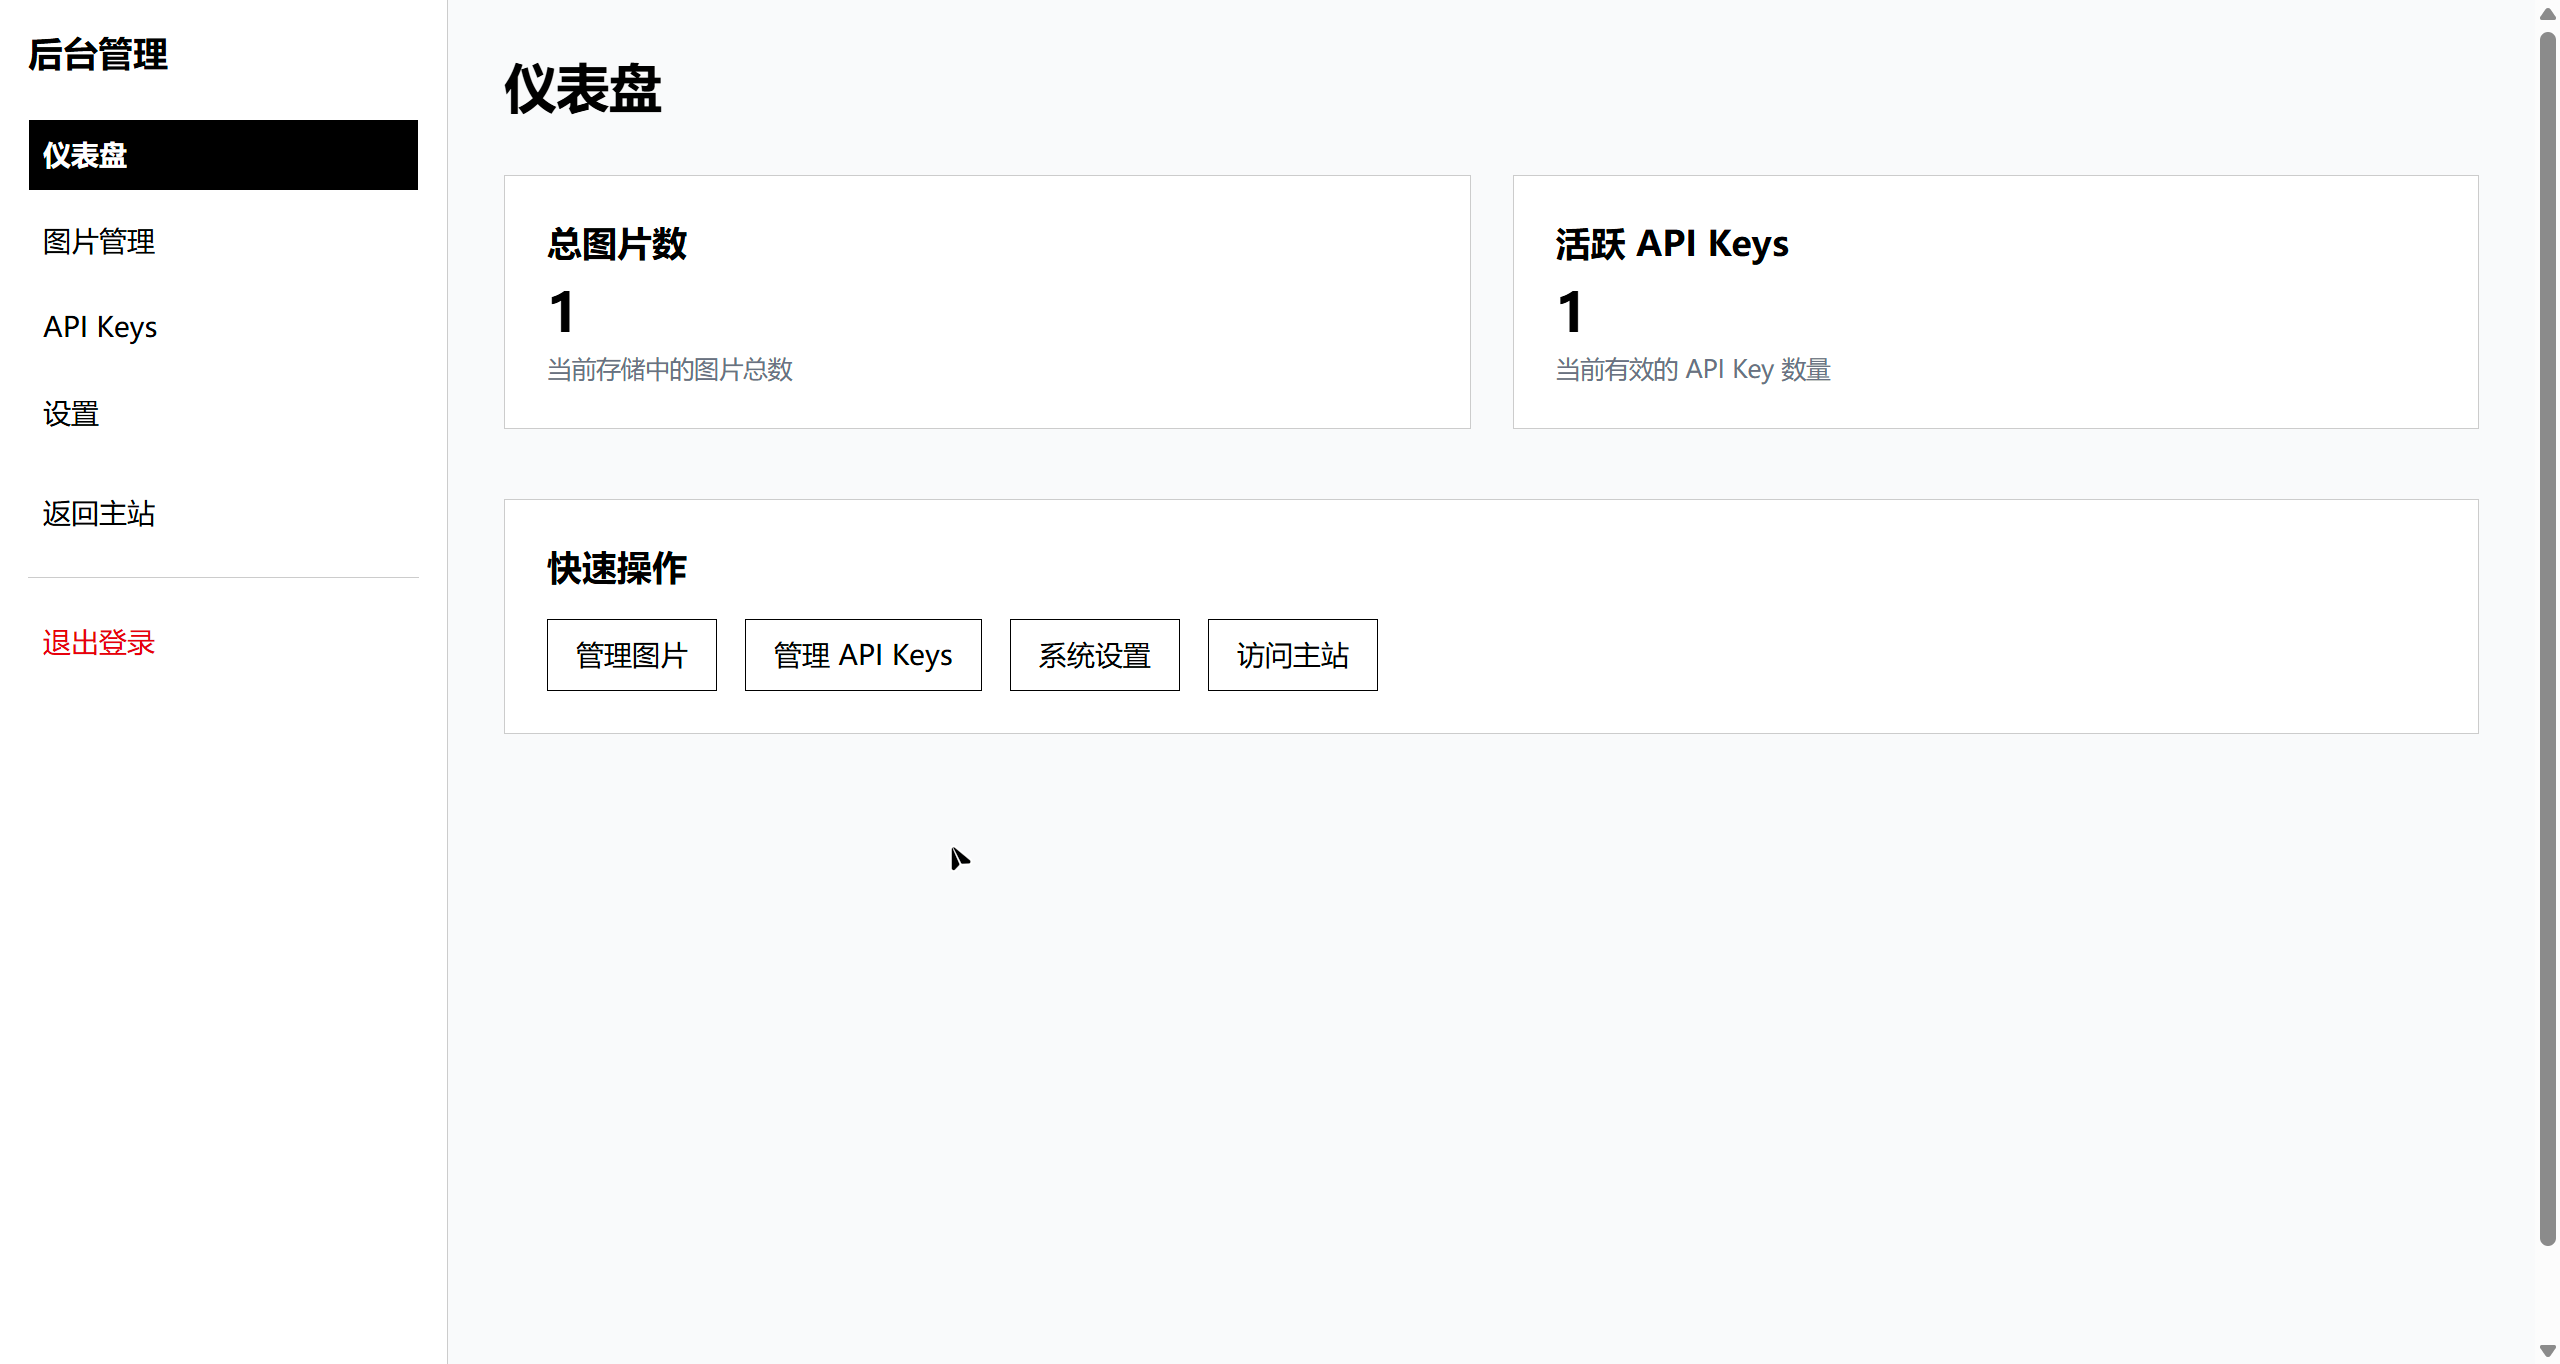 后台管理
仪表盘
图片管理
API Keys
设置
返回主站
退出登录
仪表盘
总图片数
1
当前存储中的图片总数
活跃 API Keys
1
当前有效的 API Key 数量
快速操作
管理图片
管理 API Keys
系统设置
访问主站